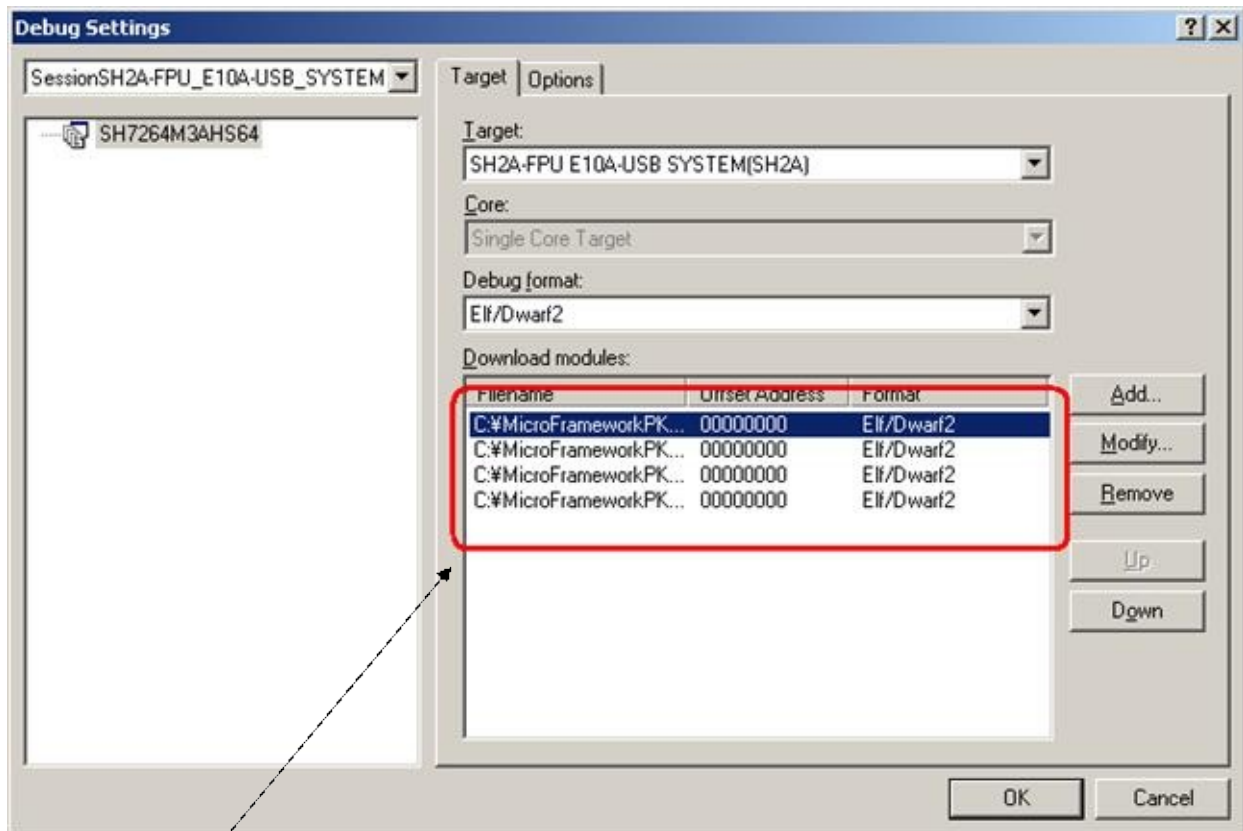 Debug Settings
SessionSH2A-FPU_E10A-USB_SYSTEM
SH7264M3AHS64
Target
Options
Target:
SH2A-FPU E10A-USB SYSTEM(SH2A)
Core:
Single Core Target
Debug format:
Elf/Dwarf2
Download modules:
Filename Offset Address Format
C:¥MicroFrameworkPK... 00000000 Elf/Dwarf2
C:¥MicroFrameworkPK... 00000000 Elf/Dwarf2
C:¥MicroFrameworkPK... 00000000 Elf/Dwarf2
C:¥MicroFrameworkPK... 00000000 Elf/Dwarf2
Add...
Modify...
Remove
Up
Down
OK
Cancel